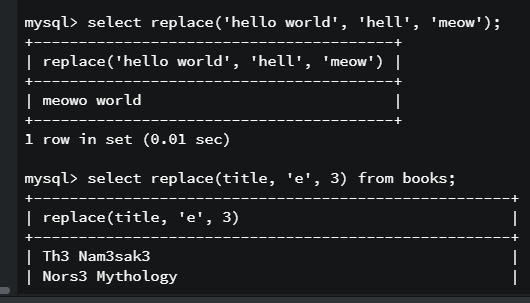 mysql> select replace('hello world', 'hell', 'meow');
+---------------------------------------+
| replace('hello world', 'hell', 'meow') |
+---------------------------------------+
| meowo world |
+---------------------------------------+
1 row in set (0.01 sec)
mysql> select replace(title, 'e', 3) from books;
+----------------------------------------------------+
| replace(title, 'e', 3) |
+----------------------------------------------------+
| Th3 Nam3sak3 |
| Nors3 Mythology |